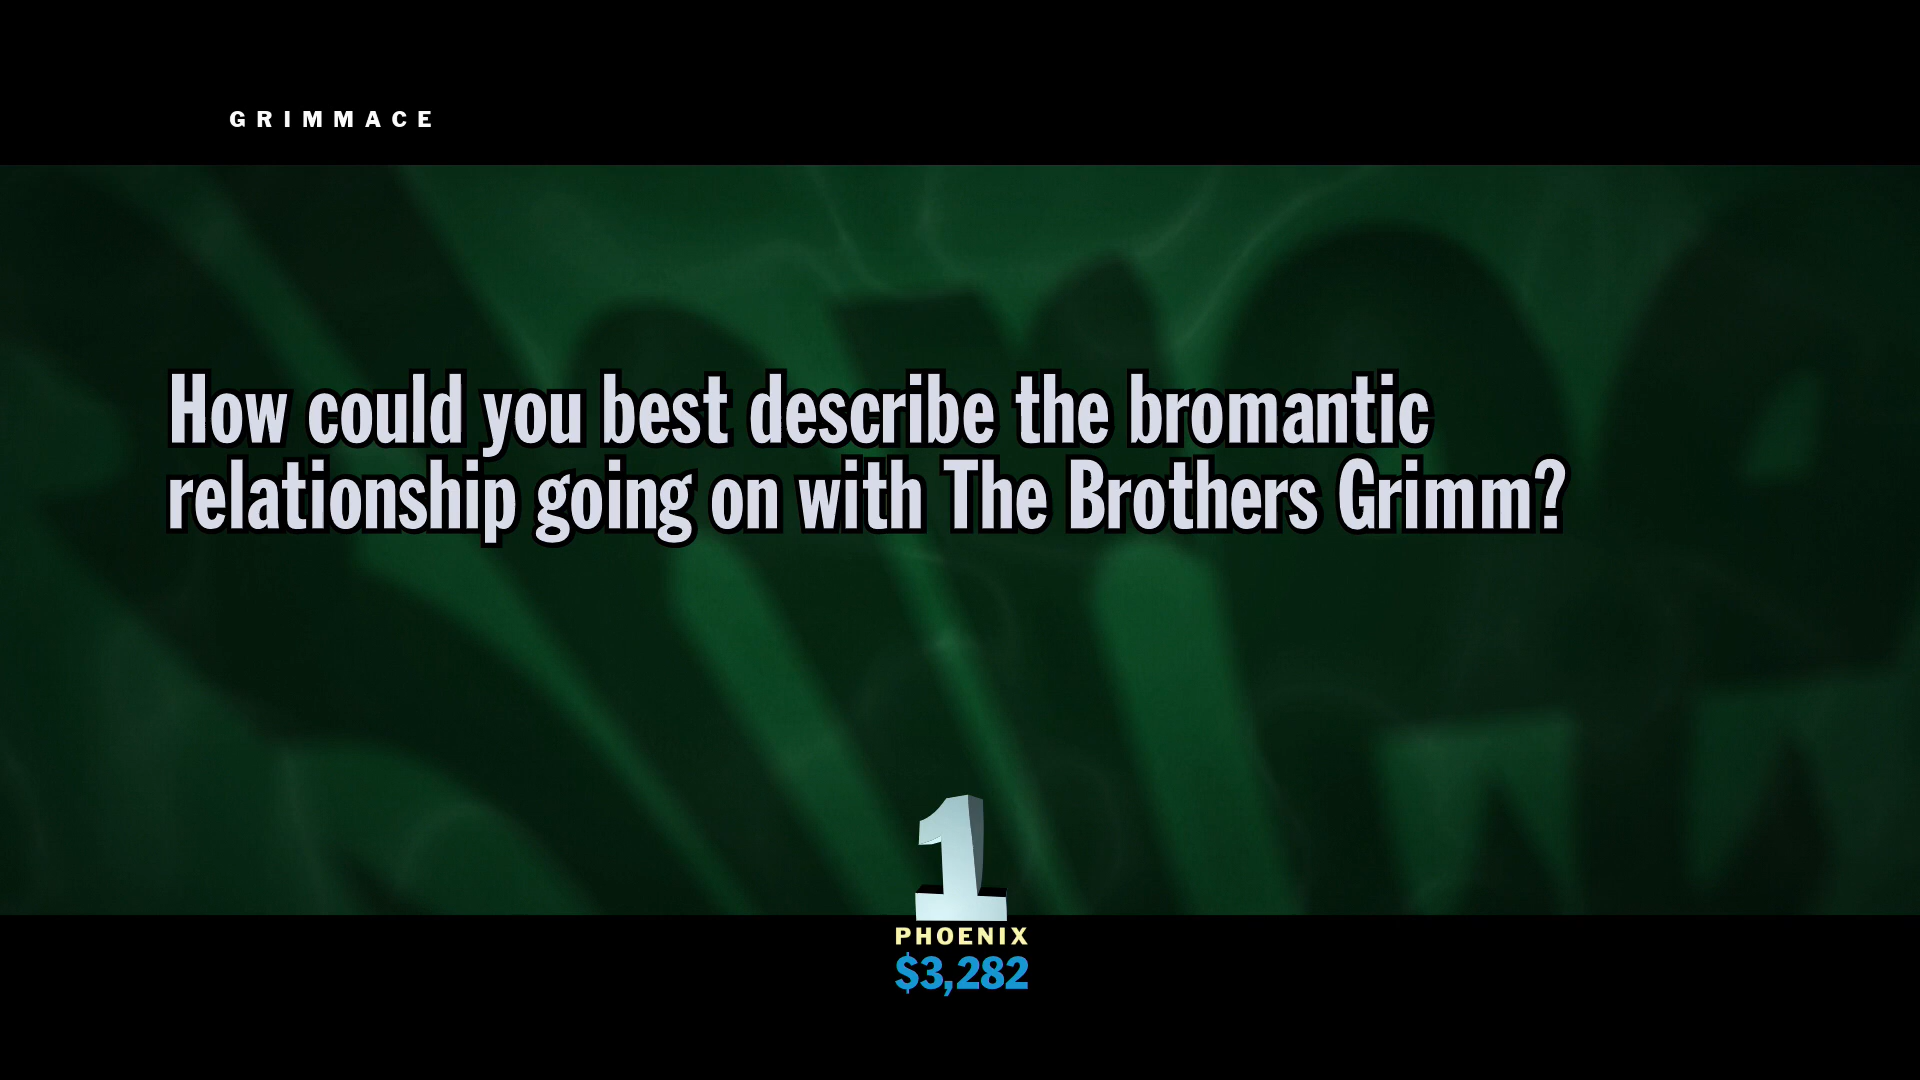 GRIMMACE
How could you best describe the bromantic
relationship going on with The Brothers Grimm?
1
PHOENIX
$3,282